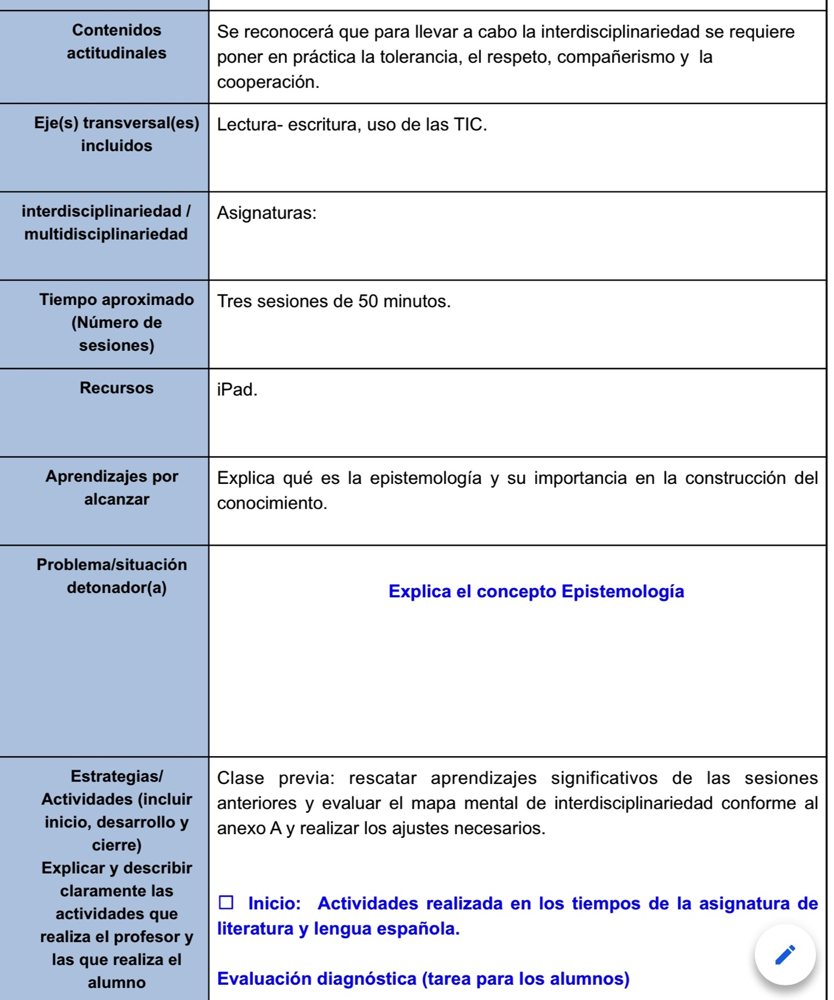 Contenidos
actitudinales
Se reconocerá que para llevar a cabo la interdisciplinariedad se requiere
poner en práctica la tolerancia, el respeto, compañerismo y  la
cooperación.
Eje(s) transversal(es)
incluidos
Lectura- escritura, uso de las TIC.
interdisciplinariedad /
multidisciplinariedad
Asignaturas:
Tiempo aproximado
(Número de
sesiones)
Tres sesiones de 50 minutos.
Recursos
iPad.
Aprendizajes por
alcanzar
Explica qué es la epistemología y su importancia en la construcción del
conocimiento.
Problema/situación
detonador(a)
Explica el concepto Epistemología
Estrategias/
Actividades (incluir
inicio, desarrollo y
cierre)
Explicar y describir
claramente las
actividades que
realiza el profesor y
las que realiza el
alumno
Clase previa: rescatar aprendizajes significativos de las sesiones
anteriores y evaluar el mapa mental de interdisciplinariedad conforme al
anexo A y realizar los ajustes necesarios.
☐ Inicio: Actividades realizada en los tiempos de la asignatura de
literatura y lengua española.
Evaluación diagnóstica (tarea para los alumnos)